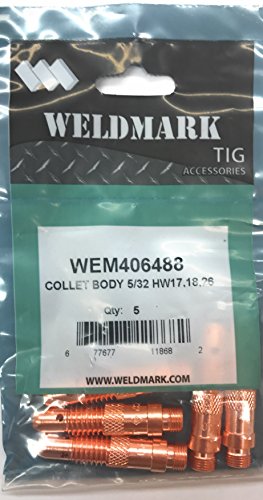 WELDMARK
TIG
ACCESSORIES
WEM406488
COLLET BODY 5/32 HW17.18.26
Qty: 5
6 77677 11868 2
WWW.WELDMARK.COM